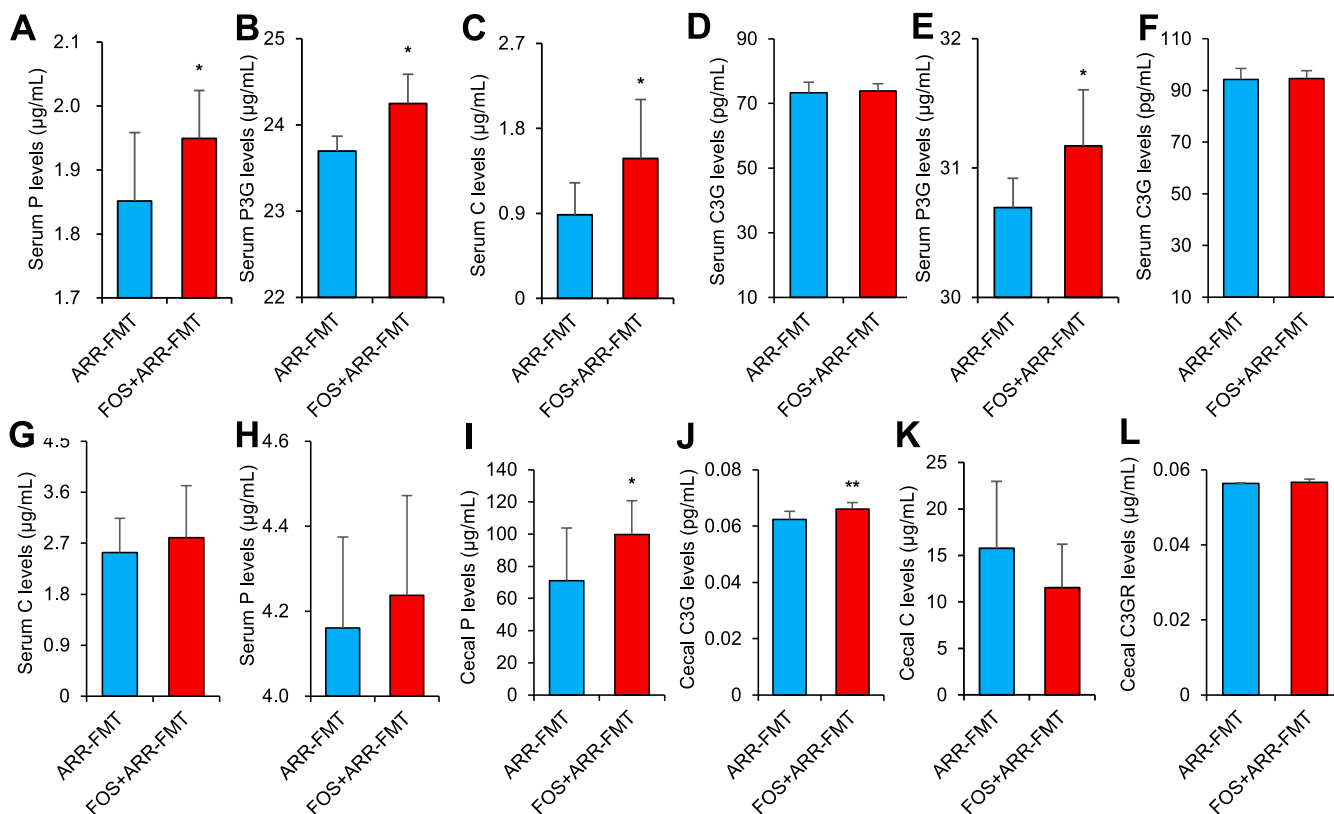 A
Serum P levels (µg/mL)
2.1
2.0
1.9
1.8
1.7
*
ARR-FMT
FOS+ARR-FMT
B
Serum P3G levels (µg/mL)
25
24
23
22
*
ARR-FMT
FOS+ARR-FMT
C
Serum C levels (µg/mL)
2.7
1.8
0.9
0
*
ARR-FMT
FOS+ARR-FMT
D
Serum C3G levels (pg/mL)
90
70
50
30
10
ARR-FMT
FOS+ARR-FMT
E
Serum P3G levels (µg/mL)
32
31
30
*
ARR-FMT
FOS+ARR-FMT
F
Serum C3G levels (pg/mL)
110
90
70
50
30
10
ARR-FMT
FOS+ARR-FMT
G
Serum C levels (µg/mL)
4.5
3.6
2.7
1.8
0.9
0
ARR-FMT
FOS+ARR-FMT
H
Serum P levels (µg/mL)
4.6
4.4
4.2
4.0
ARR-FMT
FOS+ARR-FMT
I
Cecal P levels (µg/mL)
140
120
100
80
60
40
20
0
*
ARR-FMT
FOS+ARR-FMT
J
Cecal C3G levels (pg/mL)
0.08
0.06
0.04
0.02
0
**
ARR-FMT
FOS+ARR-FMT
K
Cecal C levels (µg/mL)
25
20
15
10
5
0
ARR-FMT
FOS+ARR-FMT
L
Cecal C3GR levels (µg/mL)
0.06
0.04
0.02
0
ARR-FMT
FOS+ARR-FMT